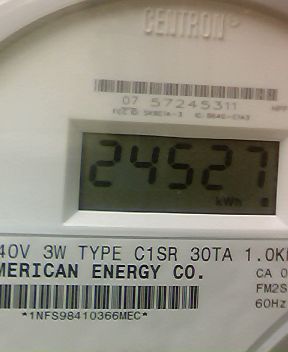 CENTRON
07 57245311
24527
kWh
40V 3W TYPE C1SR 30TA 1.0K
MERICAN ENERGY CO.
CA 0
FM2S
60Hz
*1NFS98410366MEC*